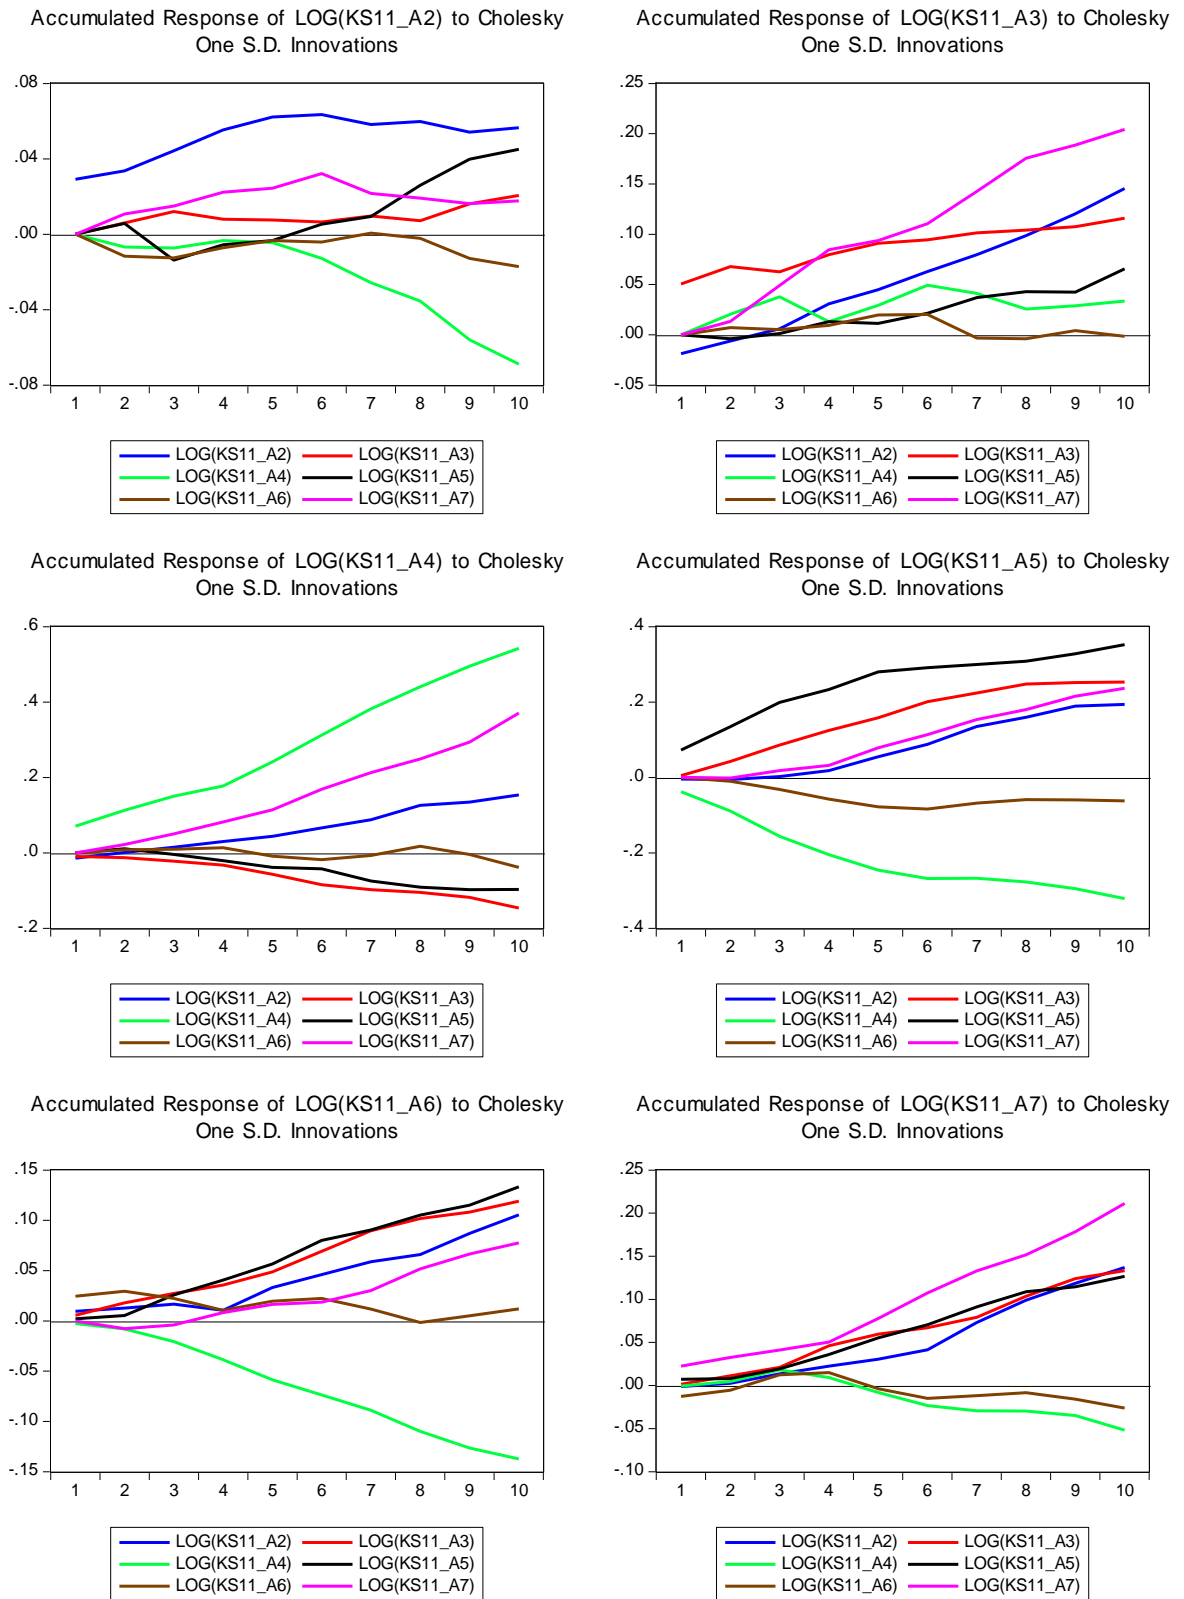 Accumulated Response of LOG(KS11_A2) to Cholesky
One S.D. Innovations
.08
.04
.00
-.04
-.08
1 2 3 4 5 6 7 8 9 10
LOG(KS11_A2) LOG(KS11_A3)
LOG(KS11_A4) LOG(KS11_A5)
LOG(KS11_A6) LOG(KS11_A7)
Accumulated Response of LOG(KS11_A3) to Cholesky
One S.D. Innovations
.25
.20
.15
.10
.05
.00
-.05
1 2 3 4 5 6 7 8 9 10
LOG(KS11_A2) LOG(KS11_A3)
LOG(KS11_A4) LOG(KS11_A5)
LOG(KS11_A6) LOG(KS11_A7)
Accumulated Response of LOG(KS11_A4) to Cholesky
One S.D. Innovations
.6
.4
.2
.0
-.2
1 2 3 4 5 6 7 8 9 10
LOG(KS11_A2) LOG(KS11_A3)
LOG(KS11_A4) LOG(KS11_A5)
LOG(KS11_A6) LOG(KS11_A7)
Accumulated Response of LOG(KS11_A5) to Cholesky
One S.D. Innovations
.4
.2
.0
-.2
-.4
1 2 3 4 5 6 7 8 9 10
LOG(KS11_A2) LOG(KS11_A3)
LOG(KS11_A4) LOG(KS11_A5)
LOG(KS11_A6) LOG(KS11_A7)
Accumulated Response of LOG(KS11_A6) to Cholesky
One S.D. Innovations
.15
.10
.05
.00
-.05
-.10
-.15
1 2 3 4 5 6 7 8 9 10
LOG(KS11_A2) LOG(KS11_A3)
LOG(KS11_A4) LOG(KS11_A5)
LOG(KS11_A6) LOG(KS11_A7)
Accumulated Response of LOG(KS11_A7) to Cholesky
One S.D. Innovations
.25
.20
.15
.10
.05
.00
-.05
-.10
1 2 3 4 5 6 7 8 9 10
LOG(KS11_A2) LOG(KS11_A3)
LOG(KS11_A4) LOG(KS11_A5)
LOG(KS11_A6) LOG(KS11_A7)